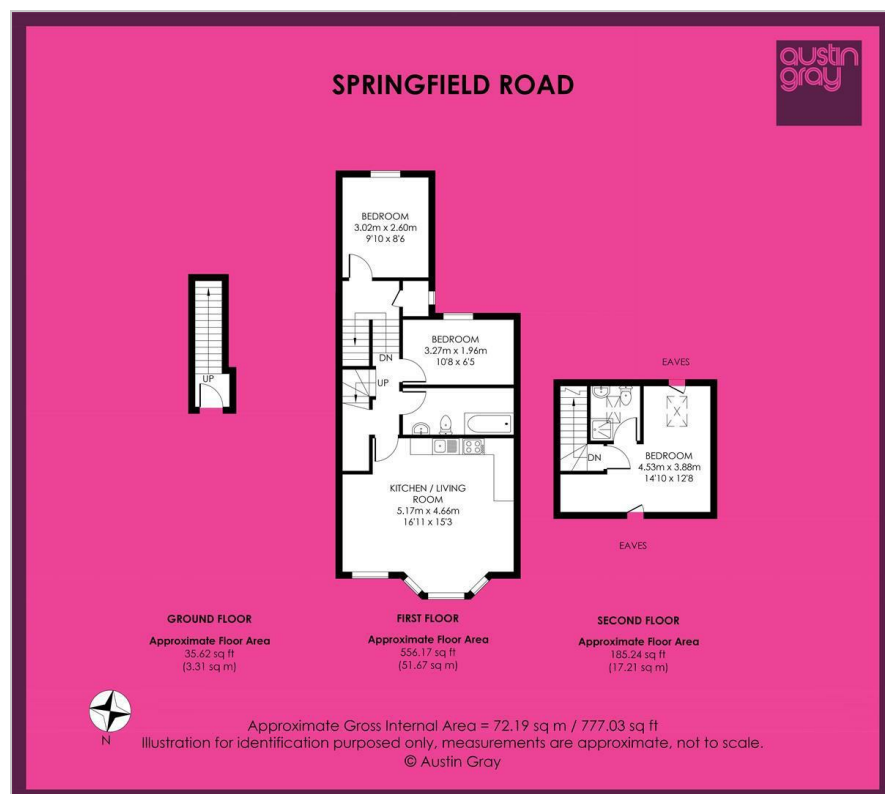 austin
gray
SPRINGFIELD ROAD
BEDROOM
3.02m x 2.60m
9'10 x 8'6
UP
DN
BEDROOM
3.27m x 1.96m
10'8 x 6'5
UP
KITCHEN / LIVING
ROOM
5.17m x 4.66m
16'11 x 15'3
EAVES
DN
BEDROOM
4.53m x 3.88m
14'10 x 12'8
EAVES
GROUND FLOOR
Approximate Floor Area
35.62 sq ft
(3.31 sq m)
FIRST FLOOR
Approximate Floor Area
556.17 sq ft
(51.67 sq m)
SECOND FLOOR
Approximate Floor Area
185.24 sq ft
(17.21 sq m)
N
Approximate Gross Internal Area = 72.19 sq m / 777.03 sq ft
Illustration for identification purposed only, measurements are approximate, not to scale.
© Austin Gray